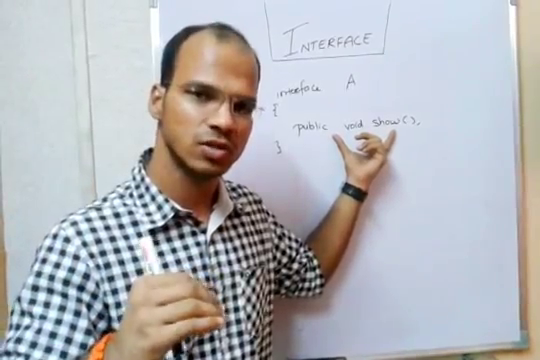 INTERFACE
interface A
{
public void show();
}